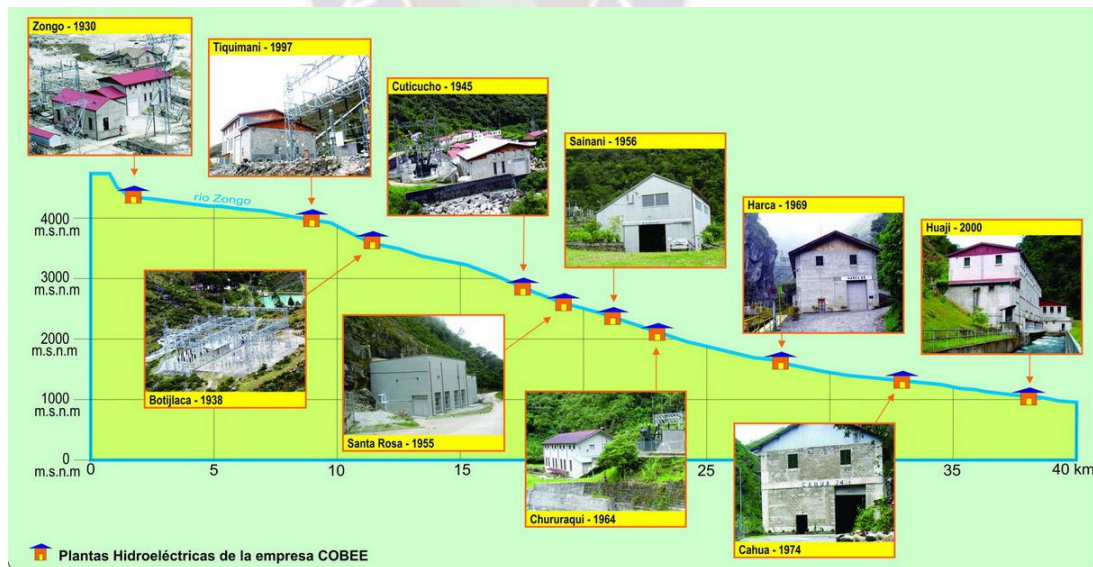 Zongo - 1930
Tiquimani - 1997
Cuticucho - 1945
Sainani - 1956
Harca - 1969
Huaji - 2000
río Zongo
4000
m.s.n.m
3000
m.s.n.m
2000
m.s.n.m
1000
m.s.n.m
0
m.s.n.m
Botijlaca - 1938
Santa Rosa - 1955
Chururaqui - 1964
CAHUA 74
Cahua - 1974
0
5
10
15
25
35
40 km
Plantas Hidroeléctricas de la empresa COBEE